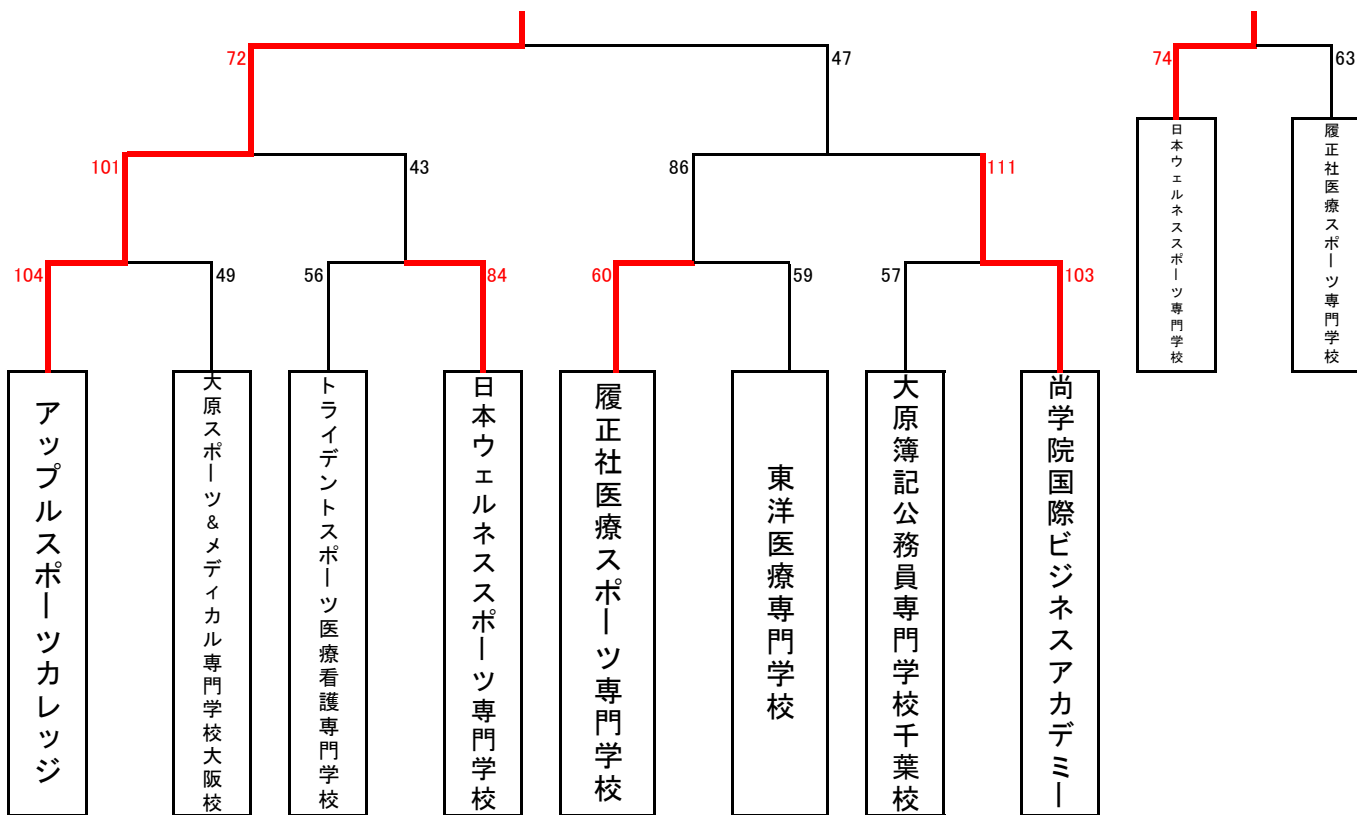 72
47
74
63
101
43
86
111
104
49
56
84
60
59
57
103
日本ウェルネススポーツ専門学校
履正社医療スポーツ専門学校
アップルスポーツカレッジ
大原スポーツ&メディカル専門学校大阪校
トライデントスポーツ医療看護専門学校
日本ウェルネススポーツ専門学校
履正社医療スポーツ専門学校
東洋医療専門学校
大原簿記公務員専門学校千葉校
尚学院国際ビジネスアカデミー